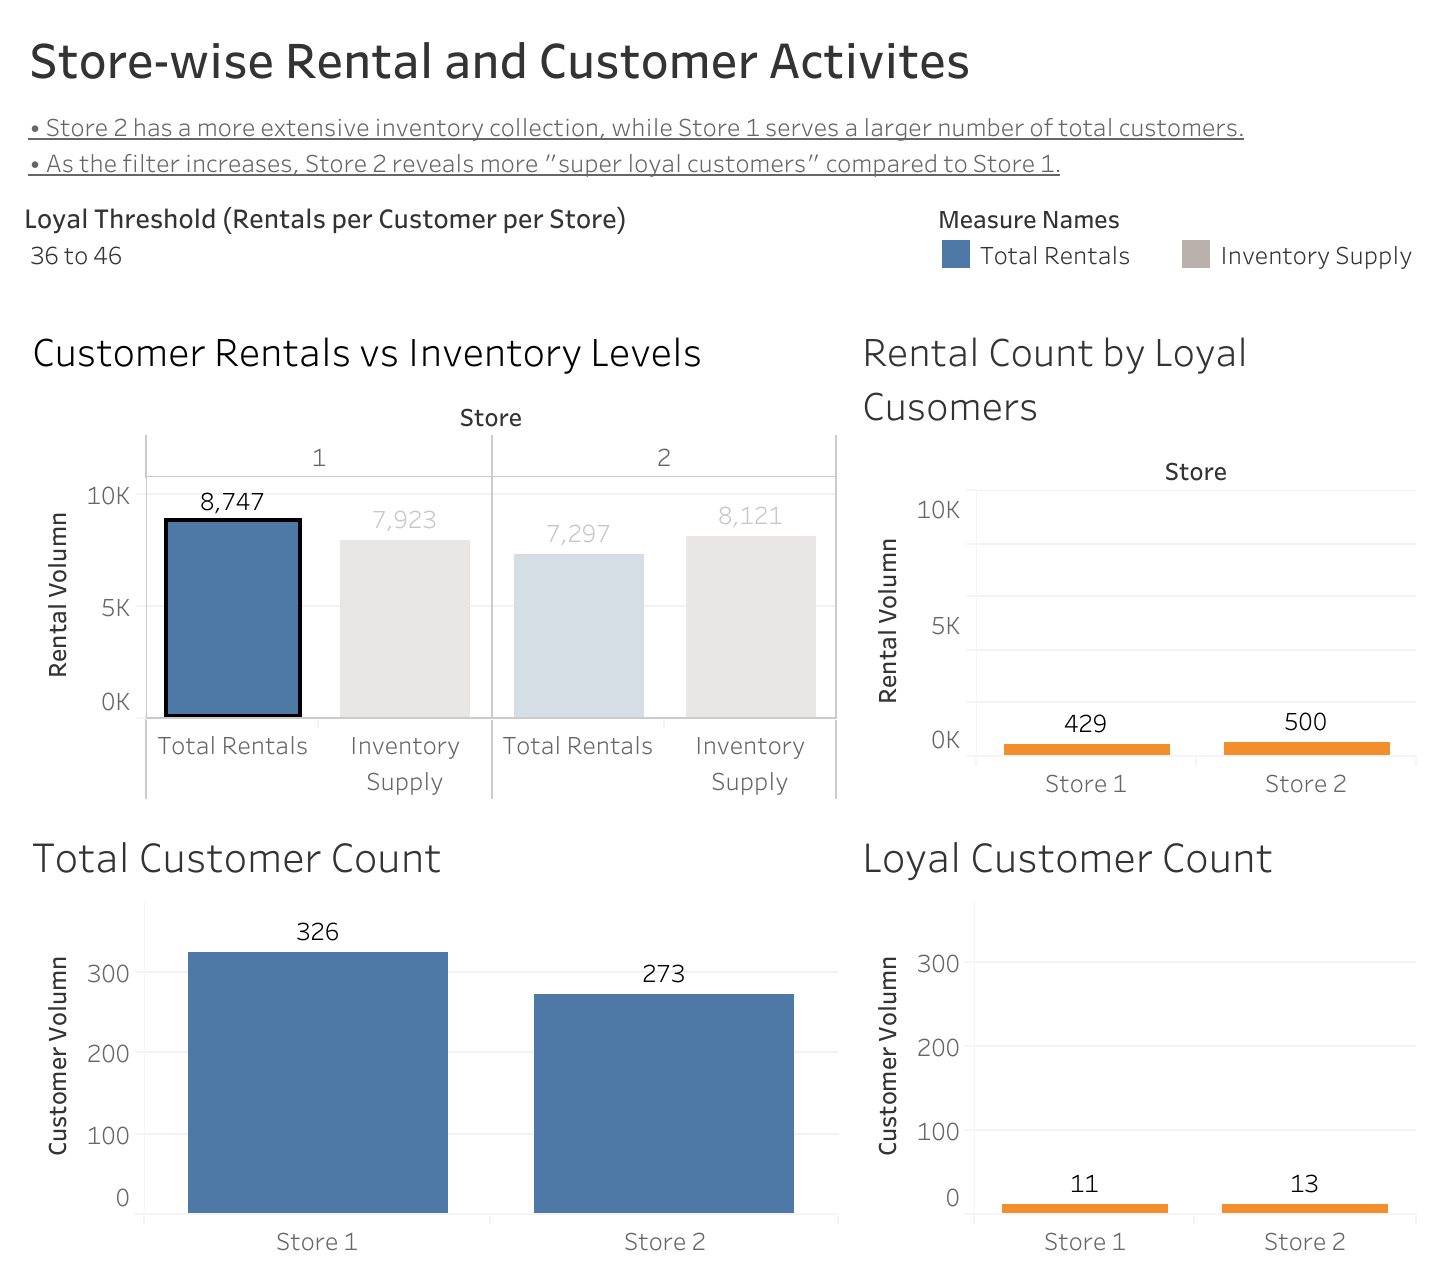 Store-wise Rental and Customer Activites
• Store 2 has a more extensive inventory collection, while Store 1 serves a larger number of total customers.
• As the filter increases, Store 2 reveals more "super loyal customers" compared to Store 1.
Loyal Threshold (Rentals per Customer per Store)
36 to 46
Measure Names
Total Rentals
Inventory Supply
Customer Rentals vs Inventory Levels
Store
1
2
Rental Volumn
10K
5K
0K
8,747
7,923
7,297
8,121
Total Rentals
Inventory
Supply
Total Rentals
Inventory
Supply
Rental Count by Loyal
Cusomers
Store
Rental Volumn
10K
5K
0K
429
500
Store 1
Store 2
Total Customer Count
Customer Volumn
300
200
100
0
326
273
Store 1
Store 2
Loyal Customer Count
Customer Volumn
300
200
100
0
11
13
Store 1
Store 2